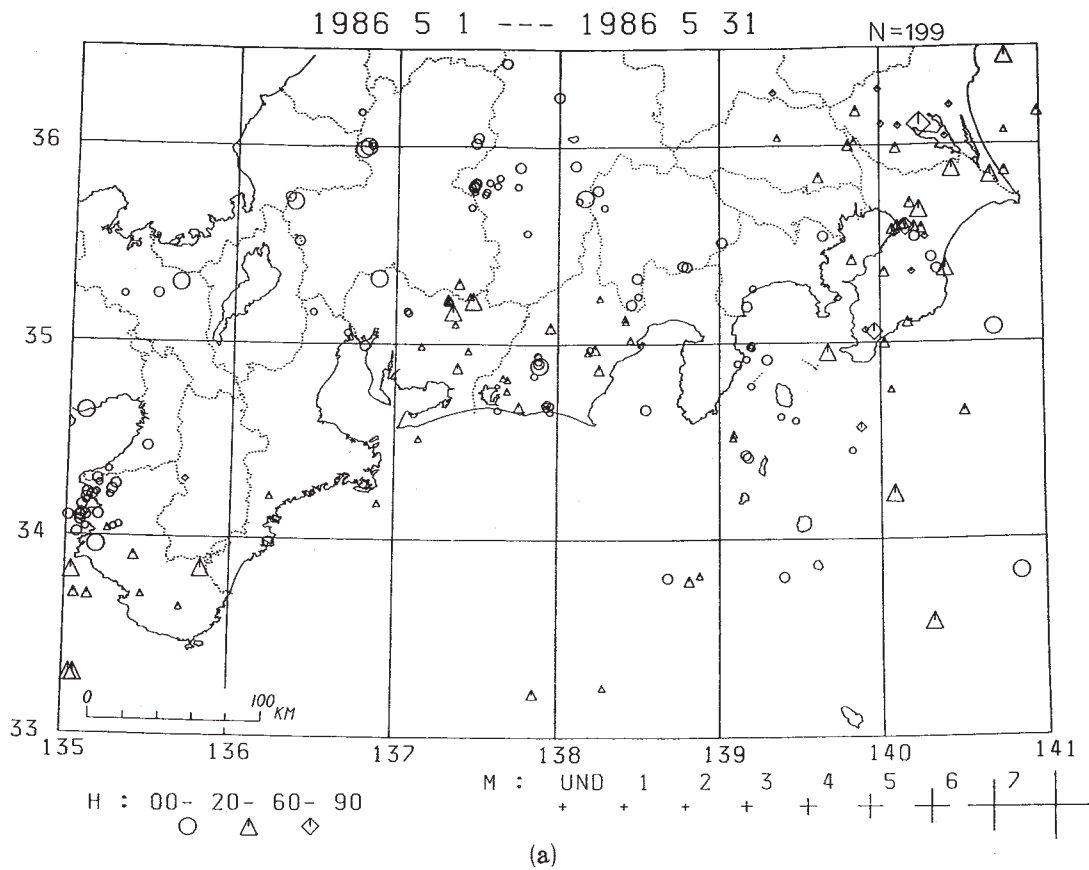 1986 5 1 --- 1986 5 31
N=199
36
35
34
33
0 100 KM
135 136 137 138 139 140 141
H : 00- 20- 60- 90
M : UND 1 2 3 4 5 6 7
(a)